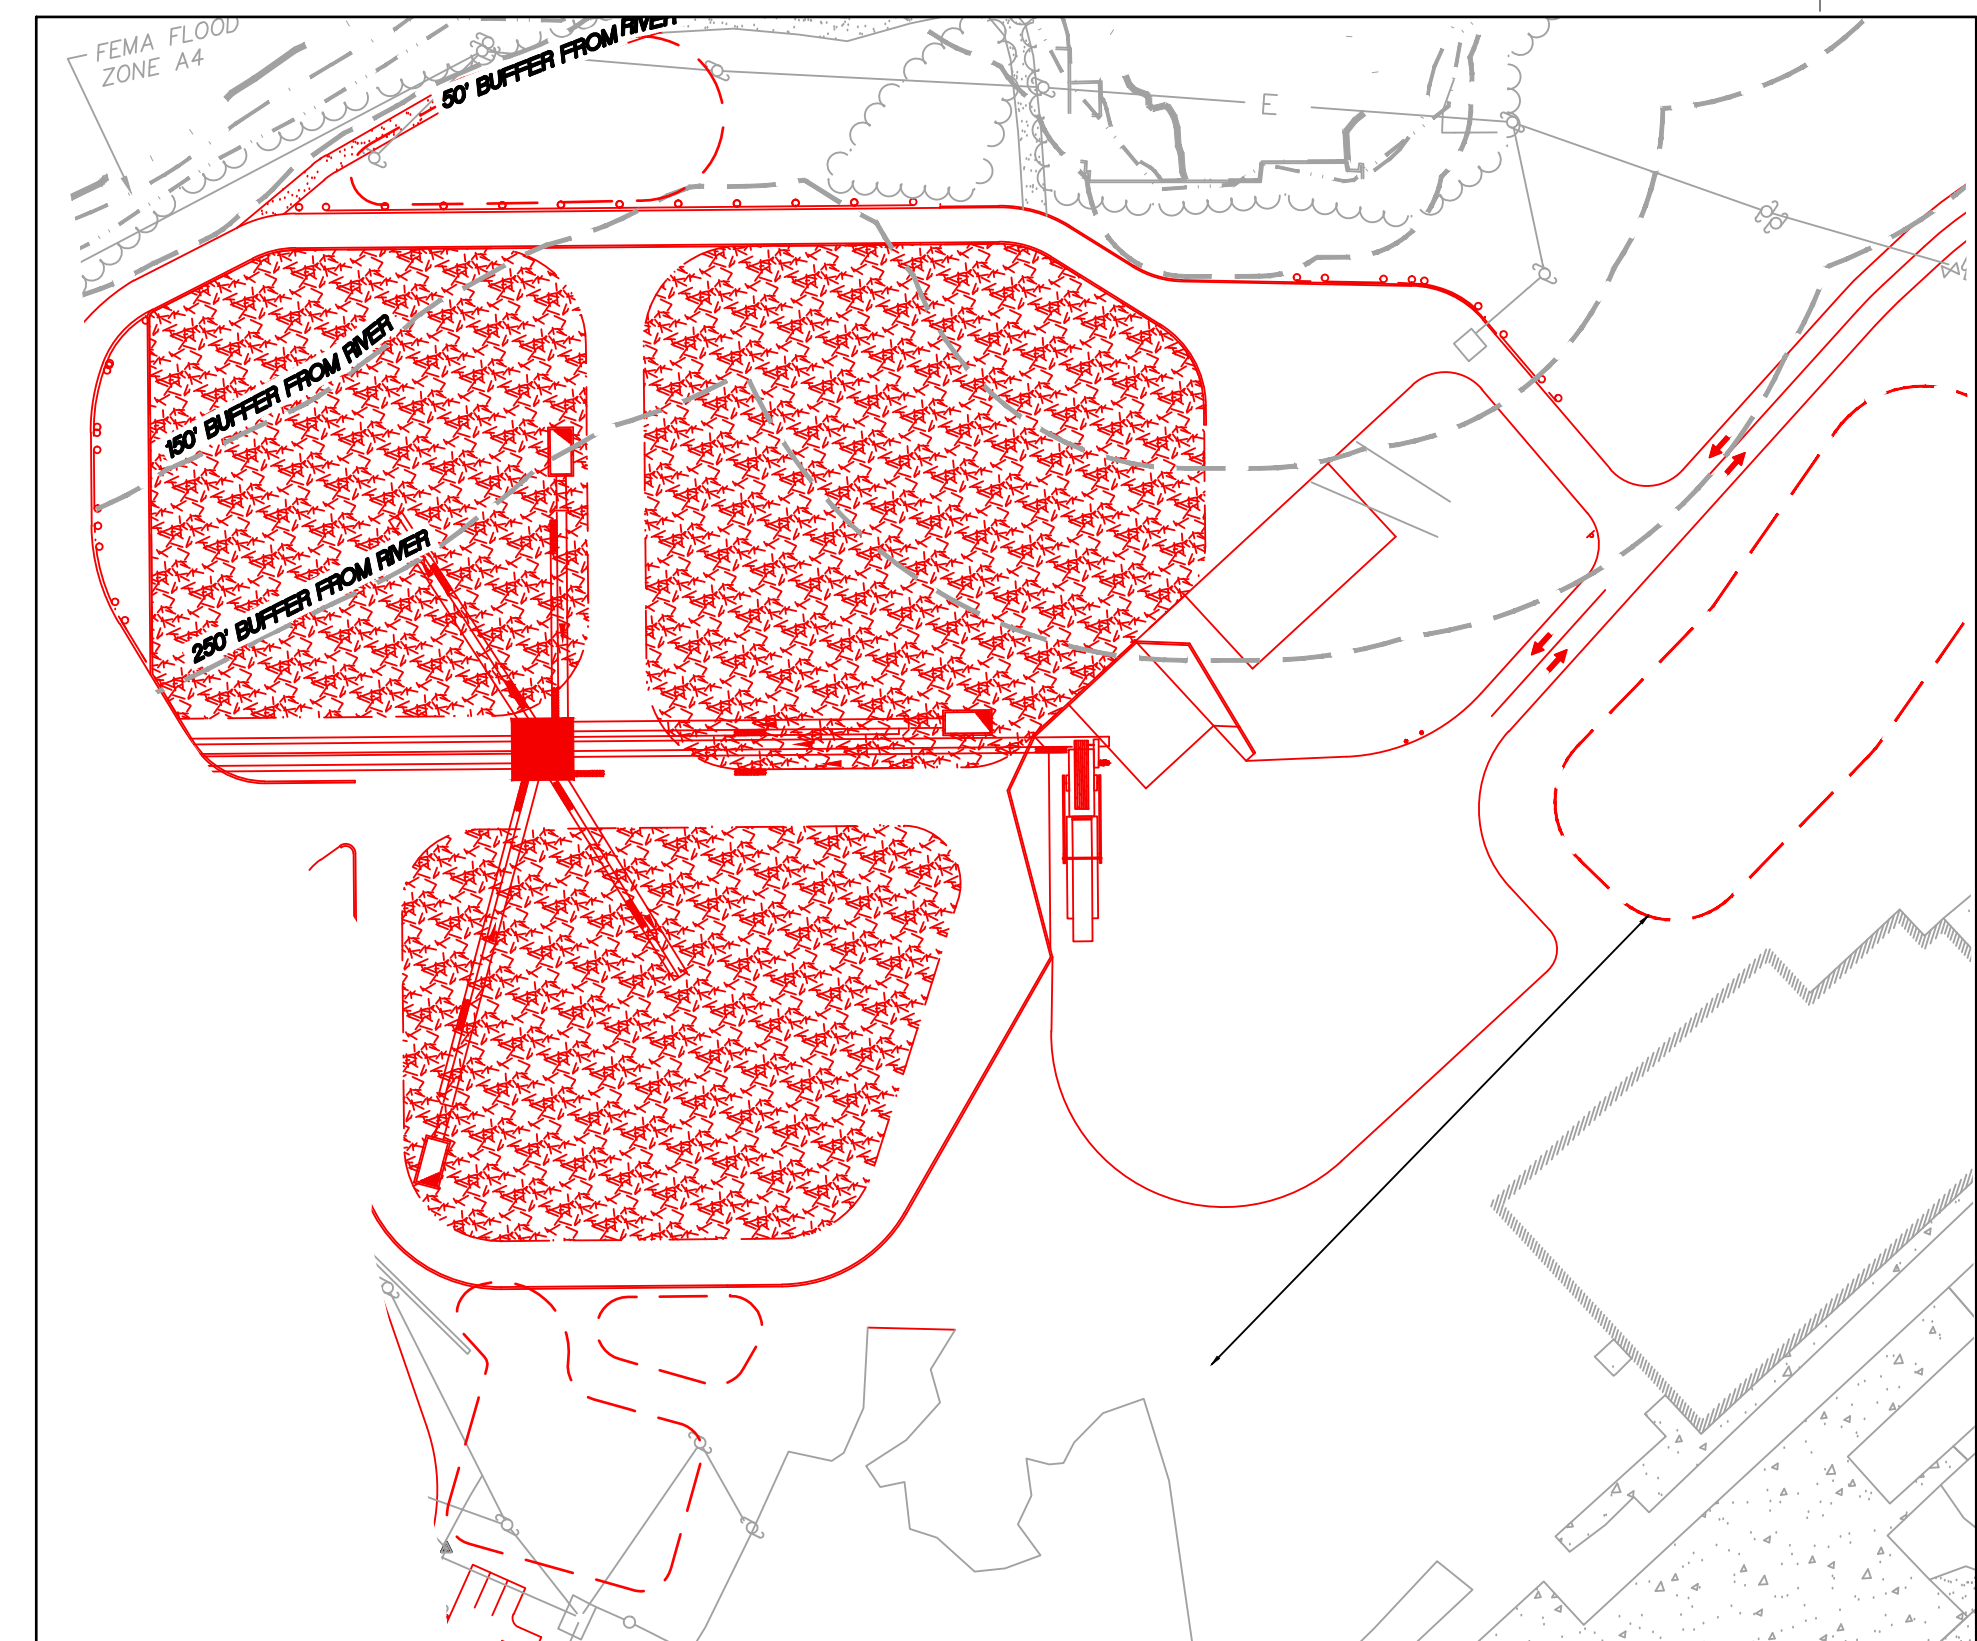 FEMA FLOOD
ZONE A4
50' BUFFER FROM RIVER
E
150' BUFFER FROM RIVER
250' BUFFER FROM RIVER